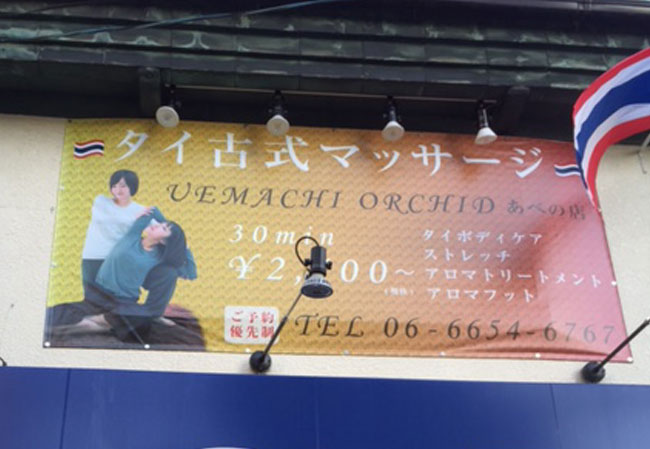 タイ古式マッサージ
UEMACHI ORCHID あべの店
30min
タイボディケア
ストレッチ
アロマトリートメント
アロマフット
ご予約
優先制
TEL 06-6654-6767